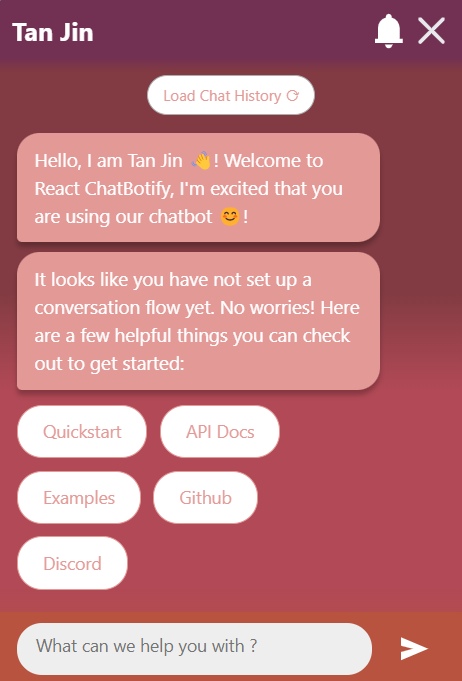 Tan Jin
Load Chat History
Hello, I am Tan Jin 👋! Welcome to
React ChatBotify, I'm excited that you
are using our chatbot 😊!
It looks like you have not set up a
conversation flow yet. No worries! Here
are a few helpful things you can check
out to get started:
Quickstart
API Docs
Examples
Github
Discord
What can we help you with ?